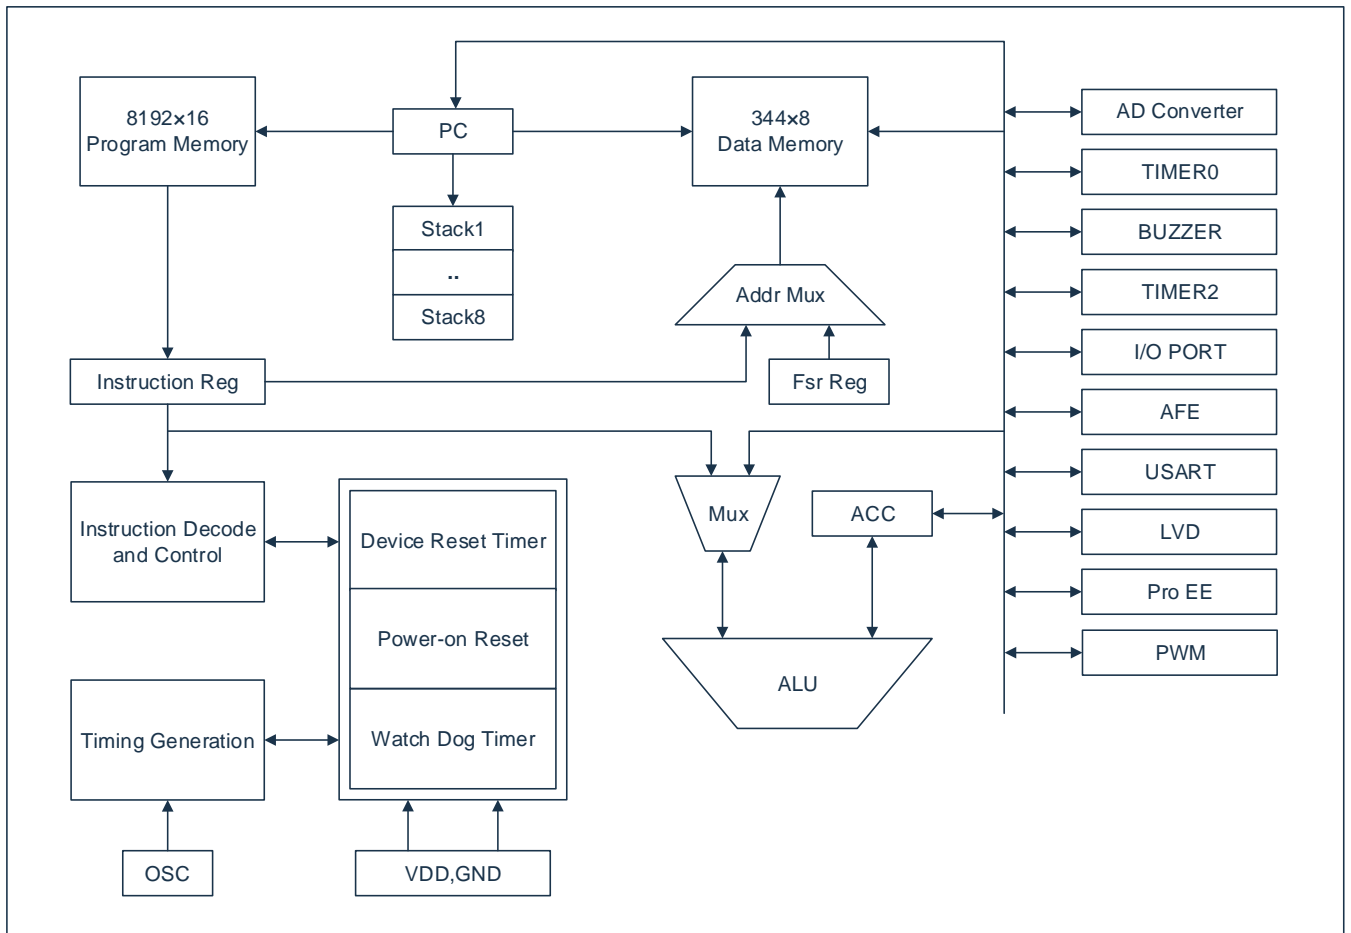 8192×16
Program Memory
PC
344×8
Data Memory
Stack1
..
Stack8
Addr Mux
Instruction Reg
Fsr Reg
Instruction Decode
and Control
Device Reset Timer
Power-on Reset
Watch Dog Timer
Mux
ACC
ALU
Timing Generation
OSC
VDD,GND
AD Converter
TIMER0
BUZZER
TIMER2
I/O PORT
AFE
USART
LVD
Pro EE
PWM